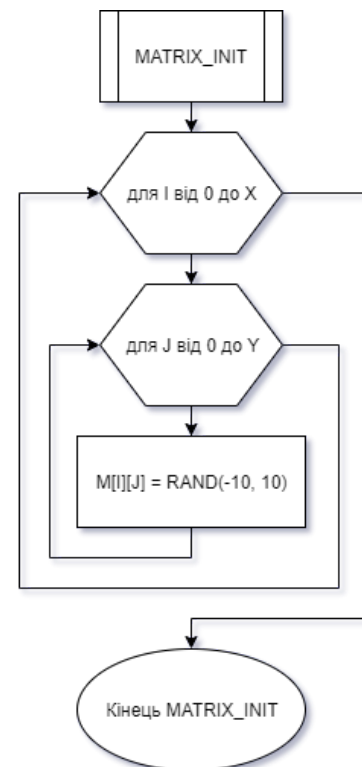 MATRIX_INIT
для I від 0 до X
для J від 0 до Y
M[I][J] = RAND(-10, 10)
Кінець MATRIX_INIT